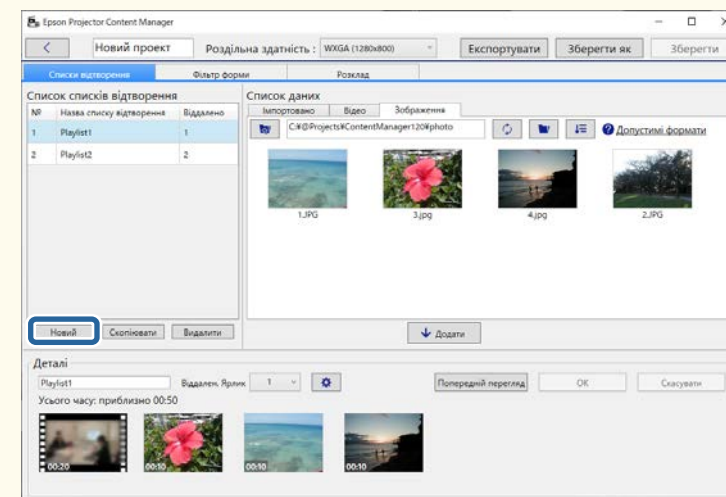 Epson Projector Content Manager
Новий проект Роздільна здатність : WXGA (1280x800) Експортувати Зберегти як Зберегти
Списки відтворення Фільтр форми Розклад
Список списків відтворення
№ Назва списку відтворення Віддалено
1 Playlist1 1
2 Playlist2 2
Новий Скопіювати Видалити
Список даних
Імпортовано Відео Зображення
C:¥@Projects¥ContentManager120¥photo Допустимі формати
1.JPG 3.jpg 4.jpg 2.JPG
Додати
Деталі
Playlist1 Віддален. Ярлик 1 Попередній перегляд ОК Скасувати
Усього часу: приблизно 00:50
00:20 00:10 00:10 00:10